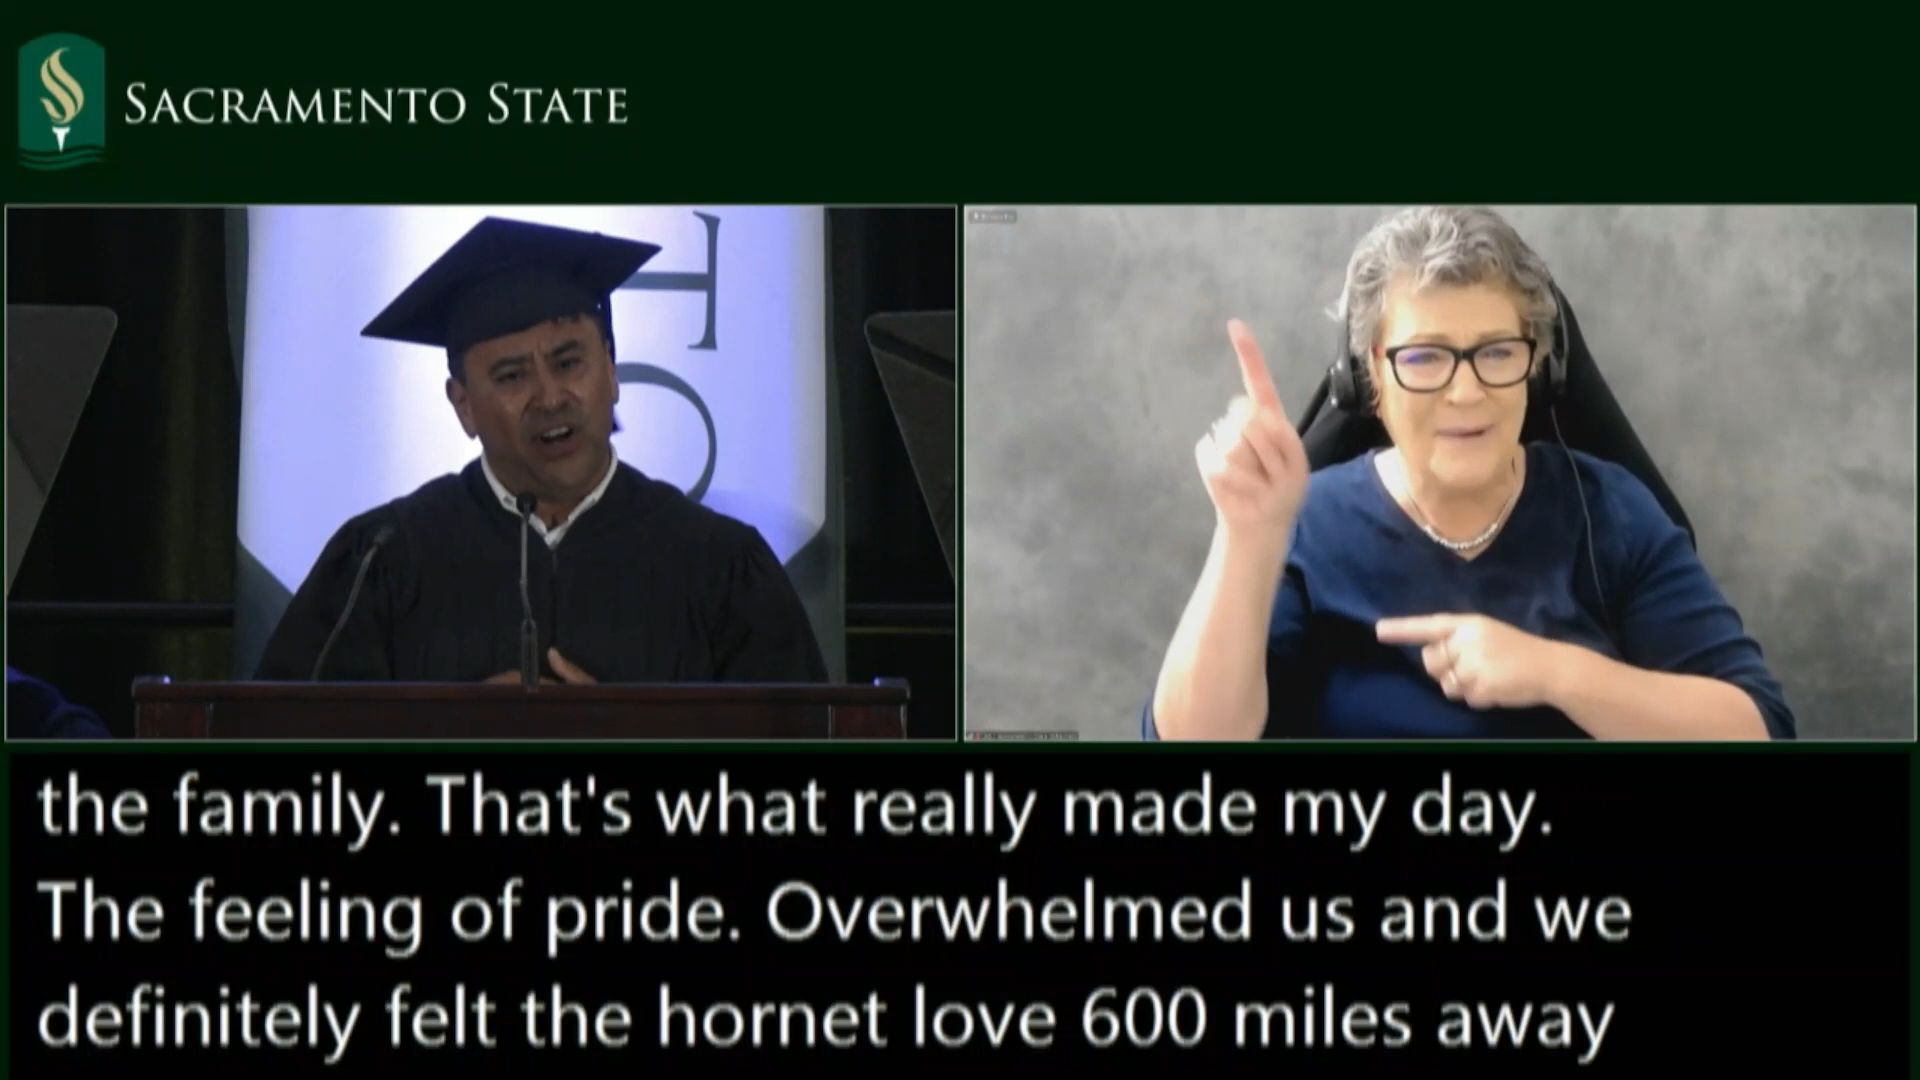 SACRAMENTO STATE
TO
the family. That's what really made my day.
The feeling of pride. Overwhelmed us and we
definitely felt the hornet love 600 miles away